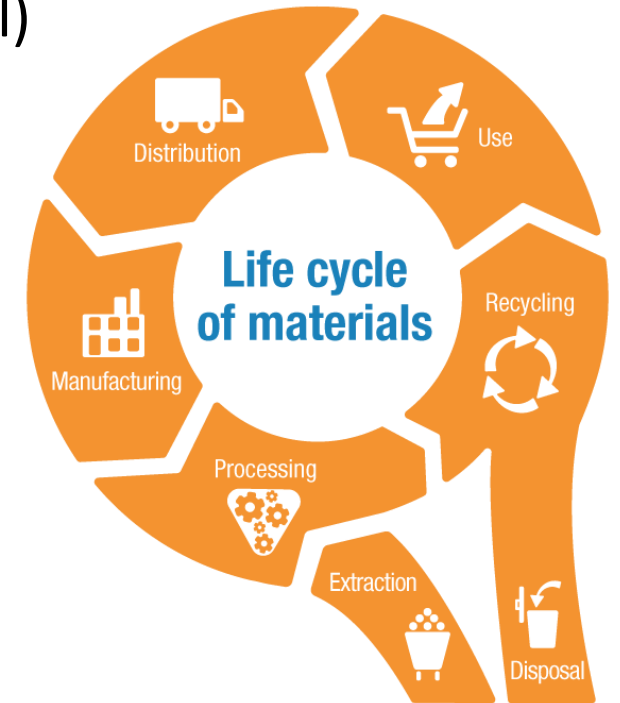 l)
Distribution
Use
Life cycle
of materials
Recycling
Manufacturing
Processing
Extraction
Disposal